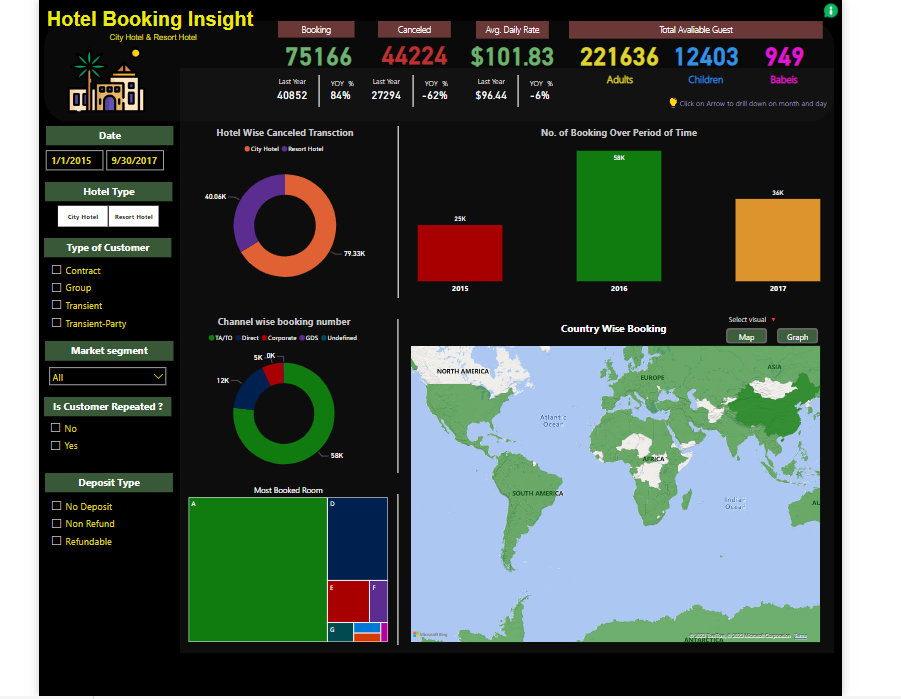 Hotel Booking Insight
City Hotel & Resort Hotel
Booking
Canceled
Avg. Daily Rate
Total Avaliable Guest
75166
44224
$101.83
221636
12403
949
Adults
Children
Babeis
Last Year
YOY %
Last Year
YOY %
Last Year
YOY %
40852
84%
27294
-62%
$96.44
-6%
Click on Arrow to drill down on month and day
Date
1/1/2015
9/30/2017
Hotel Type
City Hotel
Resort Hotel
Type of Customer
Contract
Group
Transient
Transient-Party
Market segment
All
Is Customer Repeated ?
No
Yes
Deposit Type
No Deposit
Non Refund
Refundable
Hotel Wise Canceled Transction
City Hotel
Resort Hotel
40.06K
79.33K
No. of Booking Over Period of Time
25K
58K
36K
2015
2016
2017
Channel wise booking number
TA/TO
Direct
Corporate
GDS
Undefined
5K
0K
12K
58K
Most Booked Room
A
D
E
F
G
Select visual
Country Wise Booking
Map
Graph
NORTH AMERICA
EUROPE
ASIA
Atlantic
Ocean
AFRICA
SOUTH AMERICA
Indian
Ocean
AU
ANTARCTICA
Microsoft Bing
© 2023 TomTom, © 2023 Microsoft Corporation
Terms